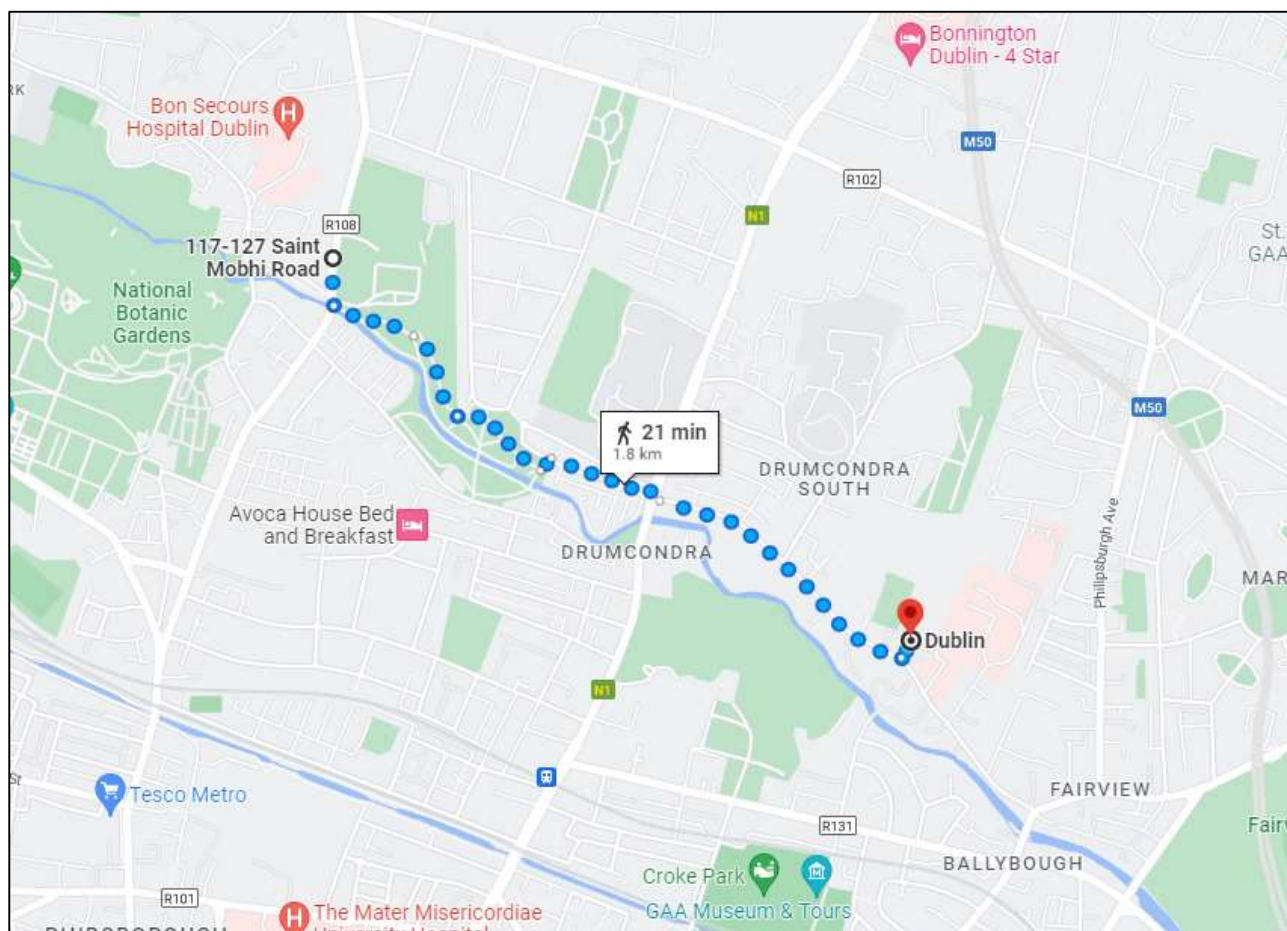 Bonnington
Dublin - 4 Star
RK
Bon Secours
Hospital Dublin
H
M50
R102
N1
R108
117-127 Saint
Mobhi Road
St.
GAA
National
Botanic
Gardens
M50
21 min
1.8 km
DRUMCONDRA
SOUTH
Avoca House Bed
and Breakfast
DRUMCONDRA
Philipsburgh Ave
MAR
Dublin
N1
St
Tesco Metro
FAIRVIEW
R131
Fairv
BALLYBOUGH
Croke Park
M
GAA Museum & Tours
R101
H
The Mater Misericordiae
University Hospital